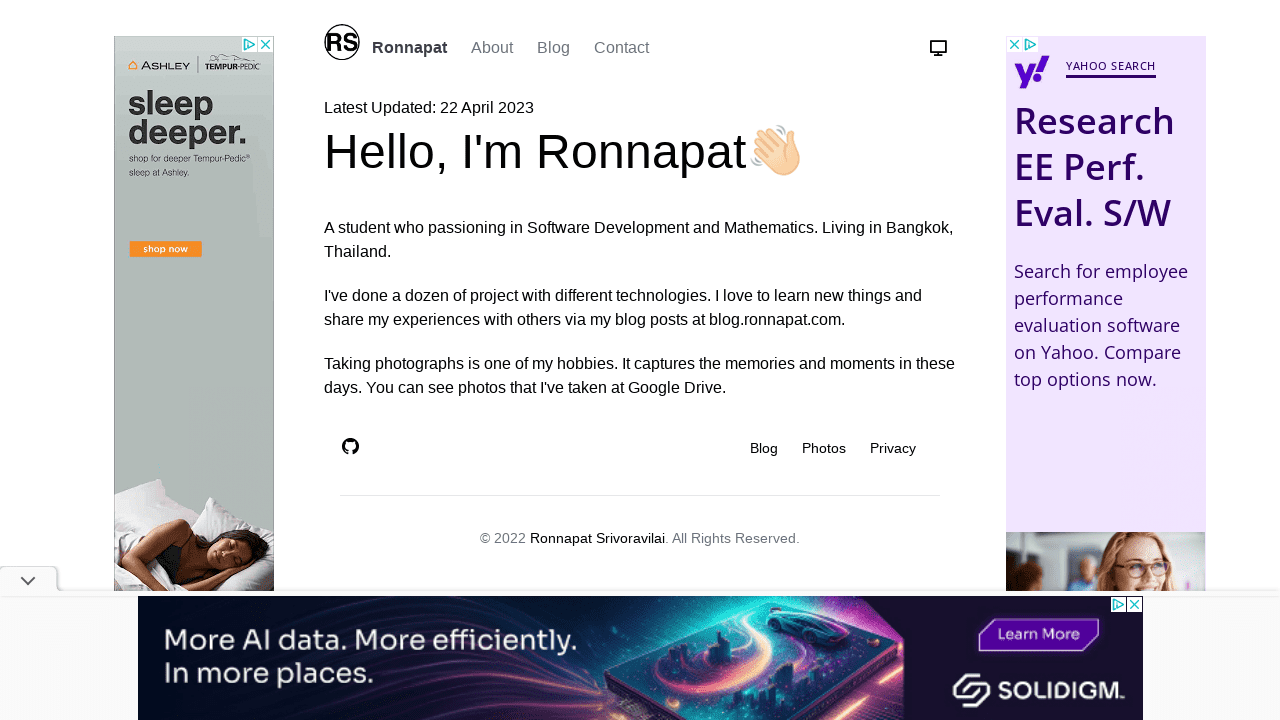 RS Ronnapat About Blog Contact
Latest Updated: 22 April 2023
Hello, I'm Ronnapat👋🏻
A student who passioning in Software Development and Mathematics. Living in Bangkok,
Thailand.
I've done a dozen of project with different technologies. I love to learn new things and
share my experiences with others via my blog posts at blog.ronnapat.com.
Taking photographs is one of my hobbies. It captures the memories and moments in these
days. You can see photos that I've taken at Google Drive.
Blog Photos Privacy
© 2022 Ronnapat Srivoravilai. All Rights Reserved.
ASHLEY TEMPUR-PEDIC
sleep
deeper.
shop for deeper Tempur-Pedic®
sleep at Ashley.
shop now
y! YAHOO SEARCH
Research
EE Perf.
Eval. S/W
Search for employee
performance
evaluation software
on Yahoo. Compare
top options now.
More AI data. More efficiently.
In more places.
Learn More
SOLIDIGM